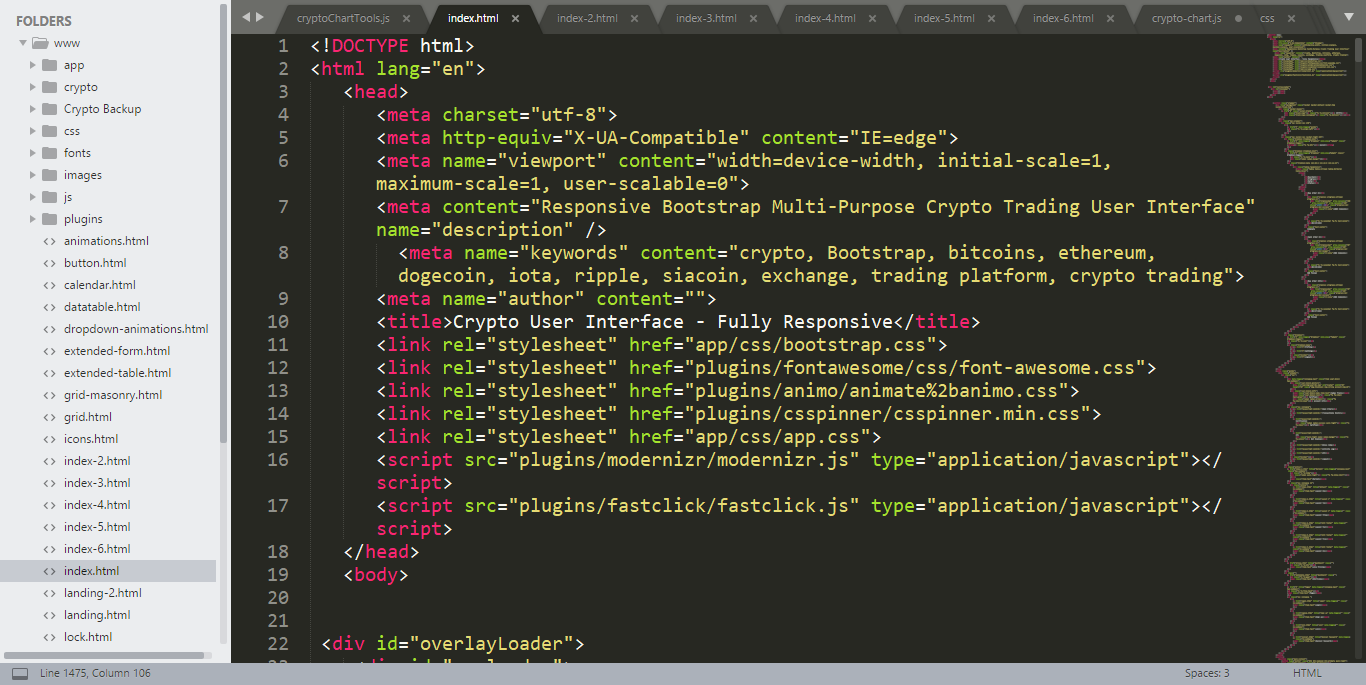 FOLDERS
www
app
crypto
Crypto Backup
css
fonts
images
js
plugins
animations.html
button.html
calendar.html
datatable.html
dropdown-animations.html
extended-form.html
extended-table.html
grid-masonry.html
grid.html
icons.html
index-2.html
index-3.html
index-4.html
index-5.html
index-6.html
index.html
landing-2.html
landing.html
lock.html
cryptoChartTools.js index.html index-2.html index-3.html index-4.html index-5.html index-6.html crypto-chart.js css
1 <!DOCTYPE html>
2 <html lang="en">
3 <head>
4 <meta charset="utf-8">
5 <meta http-equiv="X-UA-Compatible" content="IE=edge">
6 <meta name="viewport" content="width=device-width, initial-scale=1,
maximum-scale=1, user-scalable=0">
7 <meta content="Responsive Bootstrap Multi-Purpose Crypto Trading User Interface"
name="description" />
8 <meta name="keywords" content="crypto, Bootstrap, bitcoins, ethereum,
dogecoin, iota, ripple, siacoin, exchange, trading platform, crypto trading">
9 <meta name="author" content="">
10 <title>Crypto User Interface - Fully Responsive</title>
11 <link rel="stylesheet" href="app/css/bootstrap.css">
12 <link rel="stylesheet" href="plugins/fontawesome/css/font-awesome.css">
13 <link rel="stylesheet" href="plugins/animo/animate%2banimo.css">
14 <link rel="stylesheet" href="plugins/csspinner/csspinner.min.css">
15 <link rel="stylesheet" href="app/css/app.css">
16 <script src="plugins/modernizr/modernizr.js" type="application/javascript"></
script>
17 <script src="plugins/fastclick/fastclick.js" type="application/javascript"></
script>
18 </head>
19 <body>
20
21
22 <div id="overlayLoader">
Line 1475, Column 106 Spaces: 3 HTML